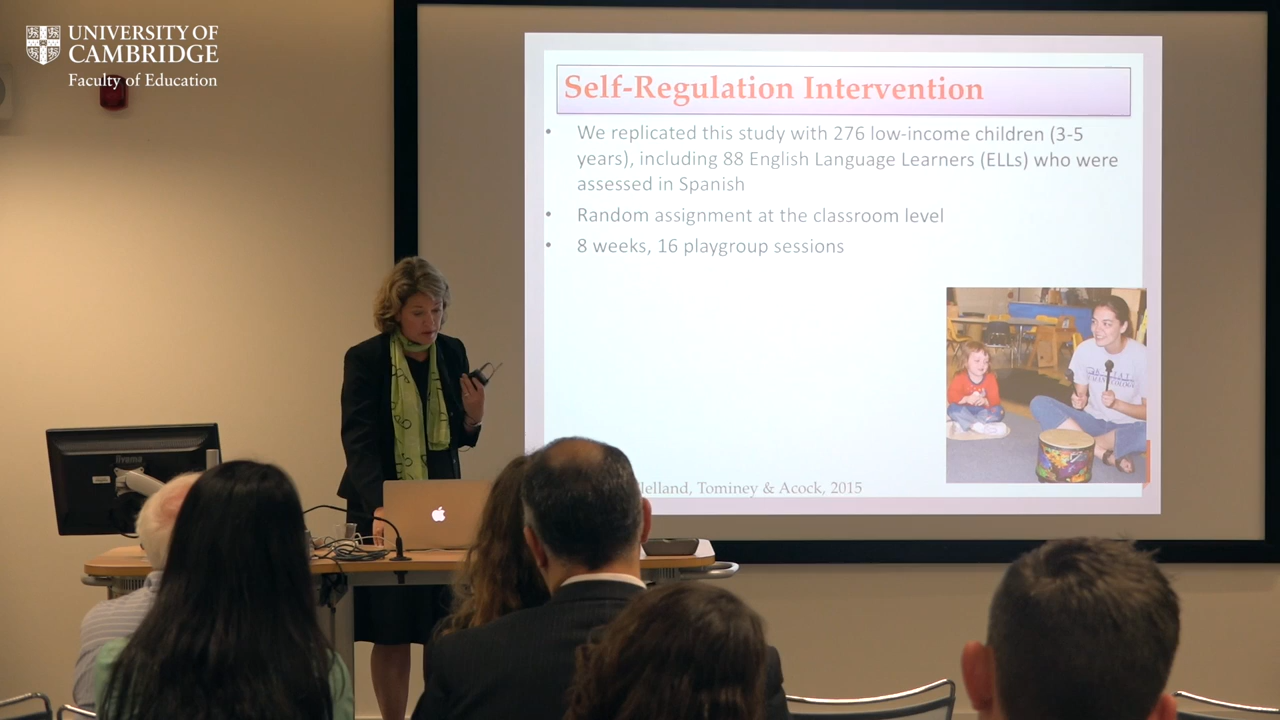 UNIVERSITY OF
CAMBRIDGE
Faculty of Education
Self-Regulation Intervention
• We replicated this study with 276 low-income children (3-5
years), including 88 English Language Learners (ELLs) who were
assessed in Spanish
• Random assignment at the classroom level
• 8 weeks, 16 playgroup sessions
Tominey & Acock, 2015
iiyama